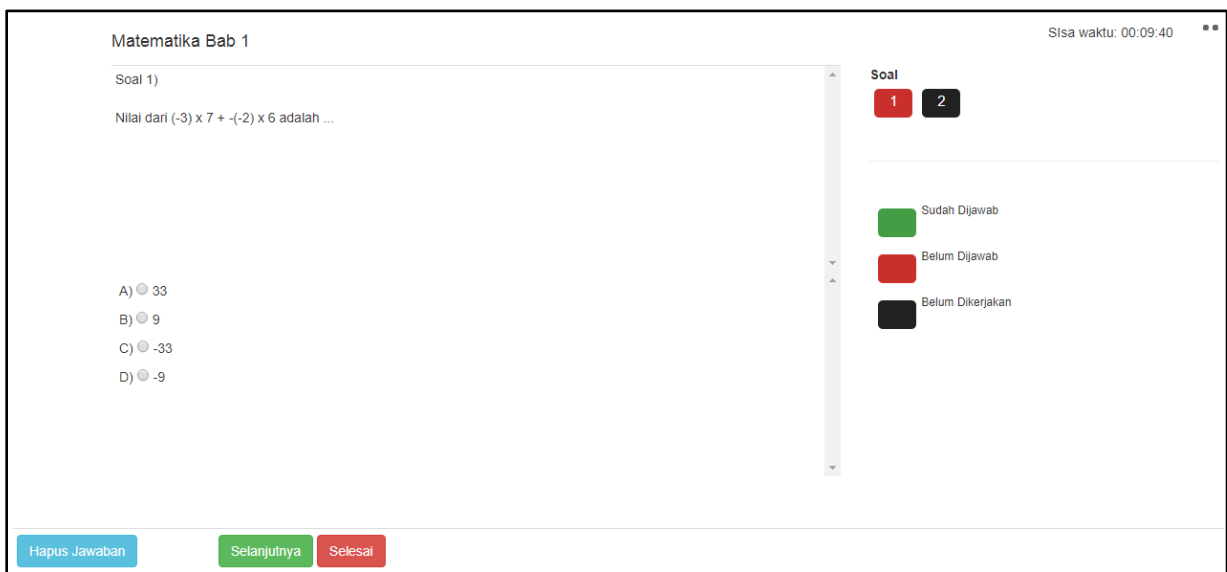 Matematika Bab 1
SIsa waktu: 00:09:40
Soal 1)
Nilai dari (-3) x 7 + -(-2) x 6 adalah ...
A) 33
B) 9
C) -33
D) -9
Soal
1 2
Sudah Dijawab
Belum Dijawab
Belum Dikerjakan
Hapus Jawaban Selanjutnya Selesai